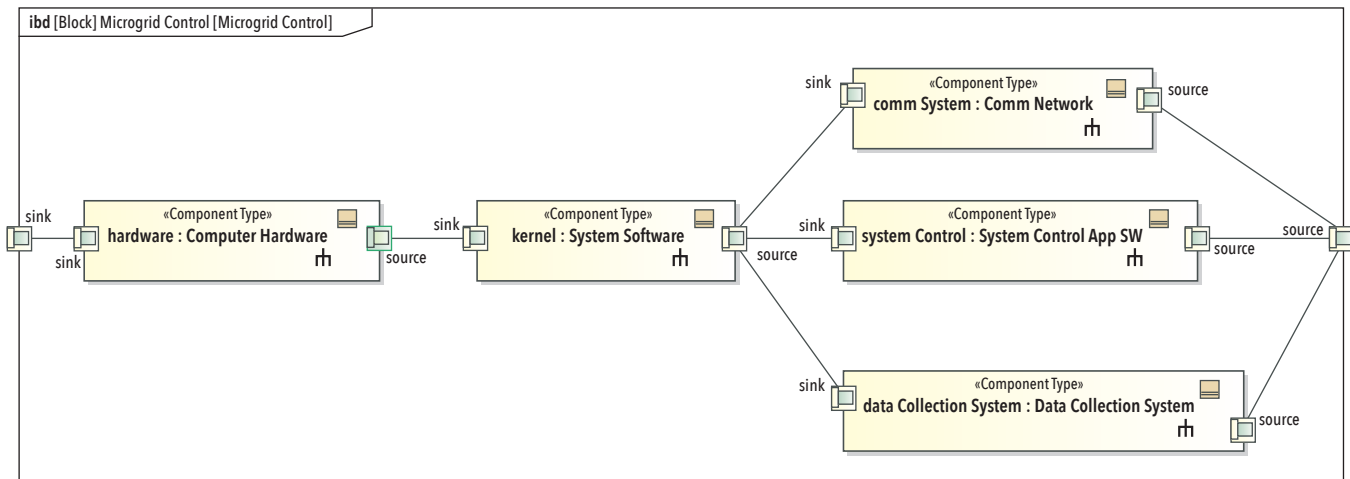 ibd [Block] Microgrid Control [Microgrid Control]
sink
«Component Type»
comm System : Comm Network
source
sink
sink
«Component Type»
hardware : Computer Hardware
source
sink
«Component Type»
kernel : System Software
source
sink
«Component Type»
system Control : System Control App SW
source
source
sink
«Component Type»
data Collection System : Data Collection System
source